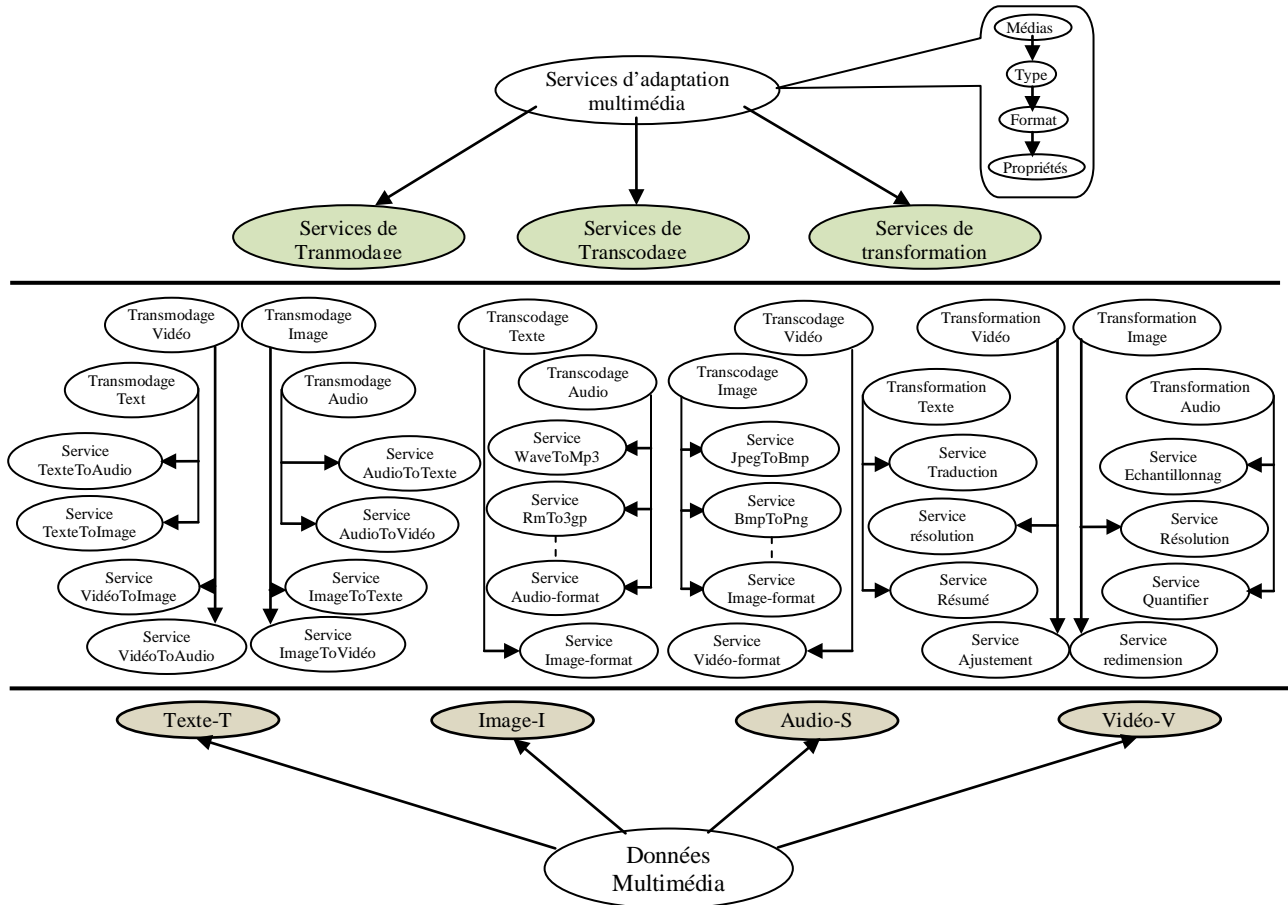 Médias
Services d'adaptation
multimédia
Type
Format
Propriétés
Services de
Tranmodage
Services de
Transcodage
Services de
transformation
Transmodage
Vidéo
Transmodage
Image
Transcodage
Texte
Transcodage
Vidéo
Transformation
Vidéo
Transformation
Image
Transmodage
Text
Transmodage
Audio
Transcodage
Audio
Transcodage
Image
Transformation
Texte
Transformation
Audio
Service
TexteToAudio
Service
AudioToTexte
Service
WaveToMp3
Service
JpegToBmp
Service
Traduction
Service
Echantillonnag
Service
TexteToImage
Service
AudioToVidéo
Service
RmTo3gp
Service
BmpToPng
Service
résolution
Service
Résolution
Service
VidéoToImage
Service
ImageToTexte
Service
Audio-format
Service
Image-format
Service
Résumé
Service
Quantifier
Service
VidéoToAudio
Service
ImageToVidéo
Service
Image-format
Service
Vidéo-format
Service
Ajustement
Service
redimension
Texte-T
Image-I
Audio-S
Vidéo-V
Données
Multimédia